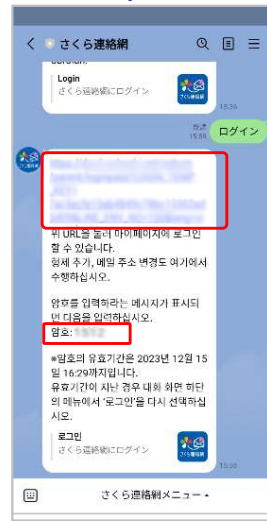 さくら連絡網
Login
さくら連絡網にログイン
15:36
既読
15:50
ログイン
위 URL을 눌러 마이페이지에 로그인
할 수 있습니다.
형제 추가, 메일 주소 변경도 여기에서
수행하십시오.
암호를 입력하라는 메시지가 표시되
면 다음을 입력하십시오.
암호:
※암호의 유효기간은 2023년 12월 15
일 16:29까지입니다.
유효기간이 지난 경우 대화 화면 하단
의 메뉴에서 '로그인'을 다시 선택하십
시오.
로그인
さくら連絡網にログイン
15:50
さくら連絡網メニュー